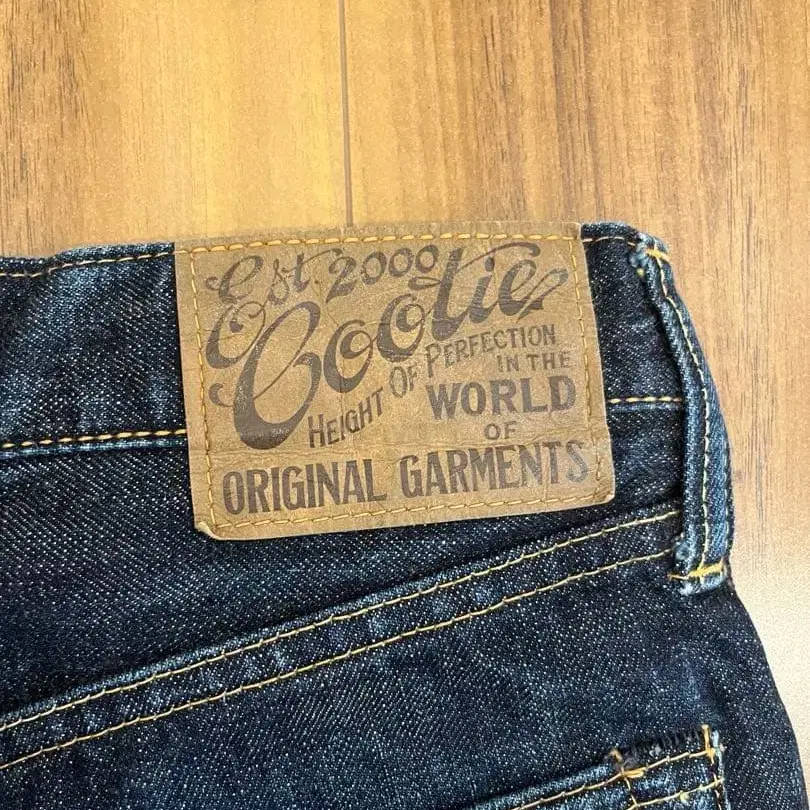 Est. 2000
Cootie
HEIGHT OF PERFECTION
IN THE
WORLD
OF
ORIGINAL GARMENTS